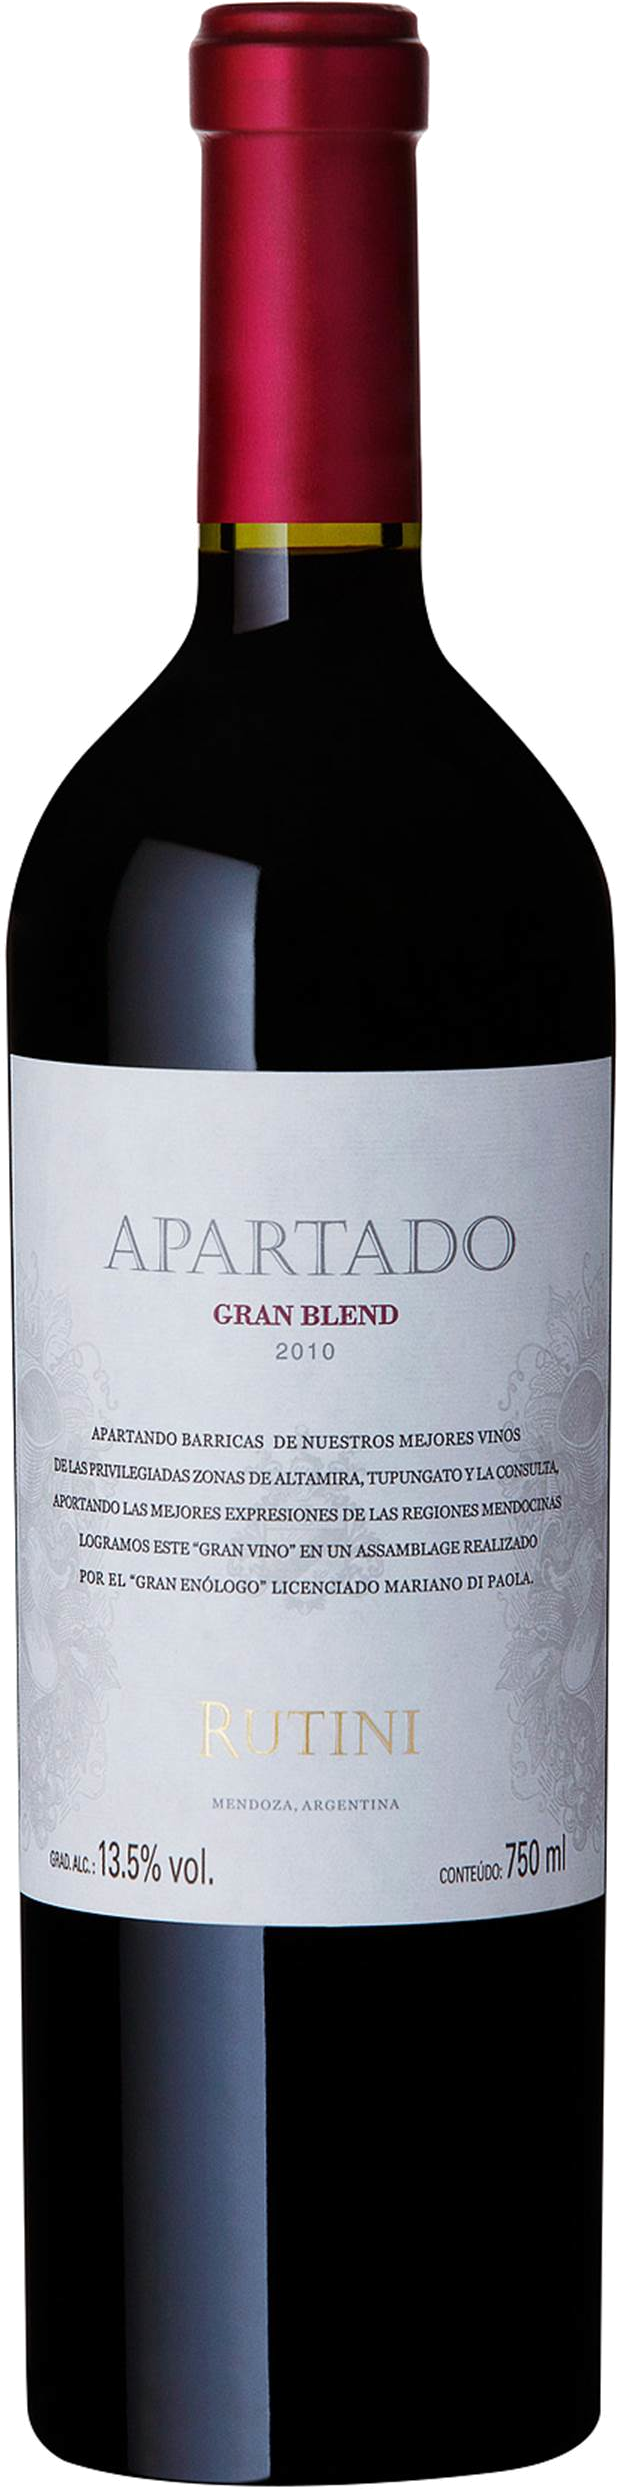 APARTADO
GRAN BLEND
2010
APARTANDO BARRICAS DE NUESTROS MEJORES VINOS
DE LAS PRIVILEGIADAS ZONAS DE ALTAMIRA, TUPUNGATO Y LA CONSULTA,
APORTANDO LAS MEJORES EXPRESIONES DE LAS REGIONES MENDOCINAS
LOGRAMOS ESTE “GRAN VINO” EN UN ASSAMBLAGE REALIZADO
POR EL “GRAN ENÓLOGO” LICENCIADO MARIANO DI PAOLA.
RUTINI
MENDOZA, ARGENTINA
GRAD. ALC.: 13.5% vol. CONTEÚDO: 750 ml